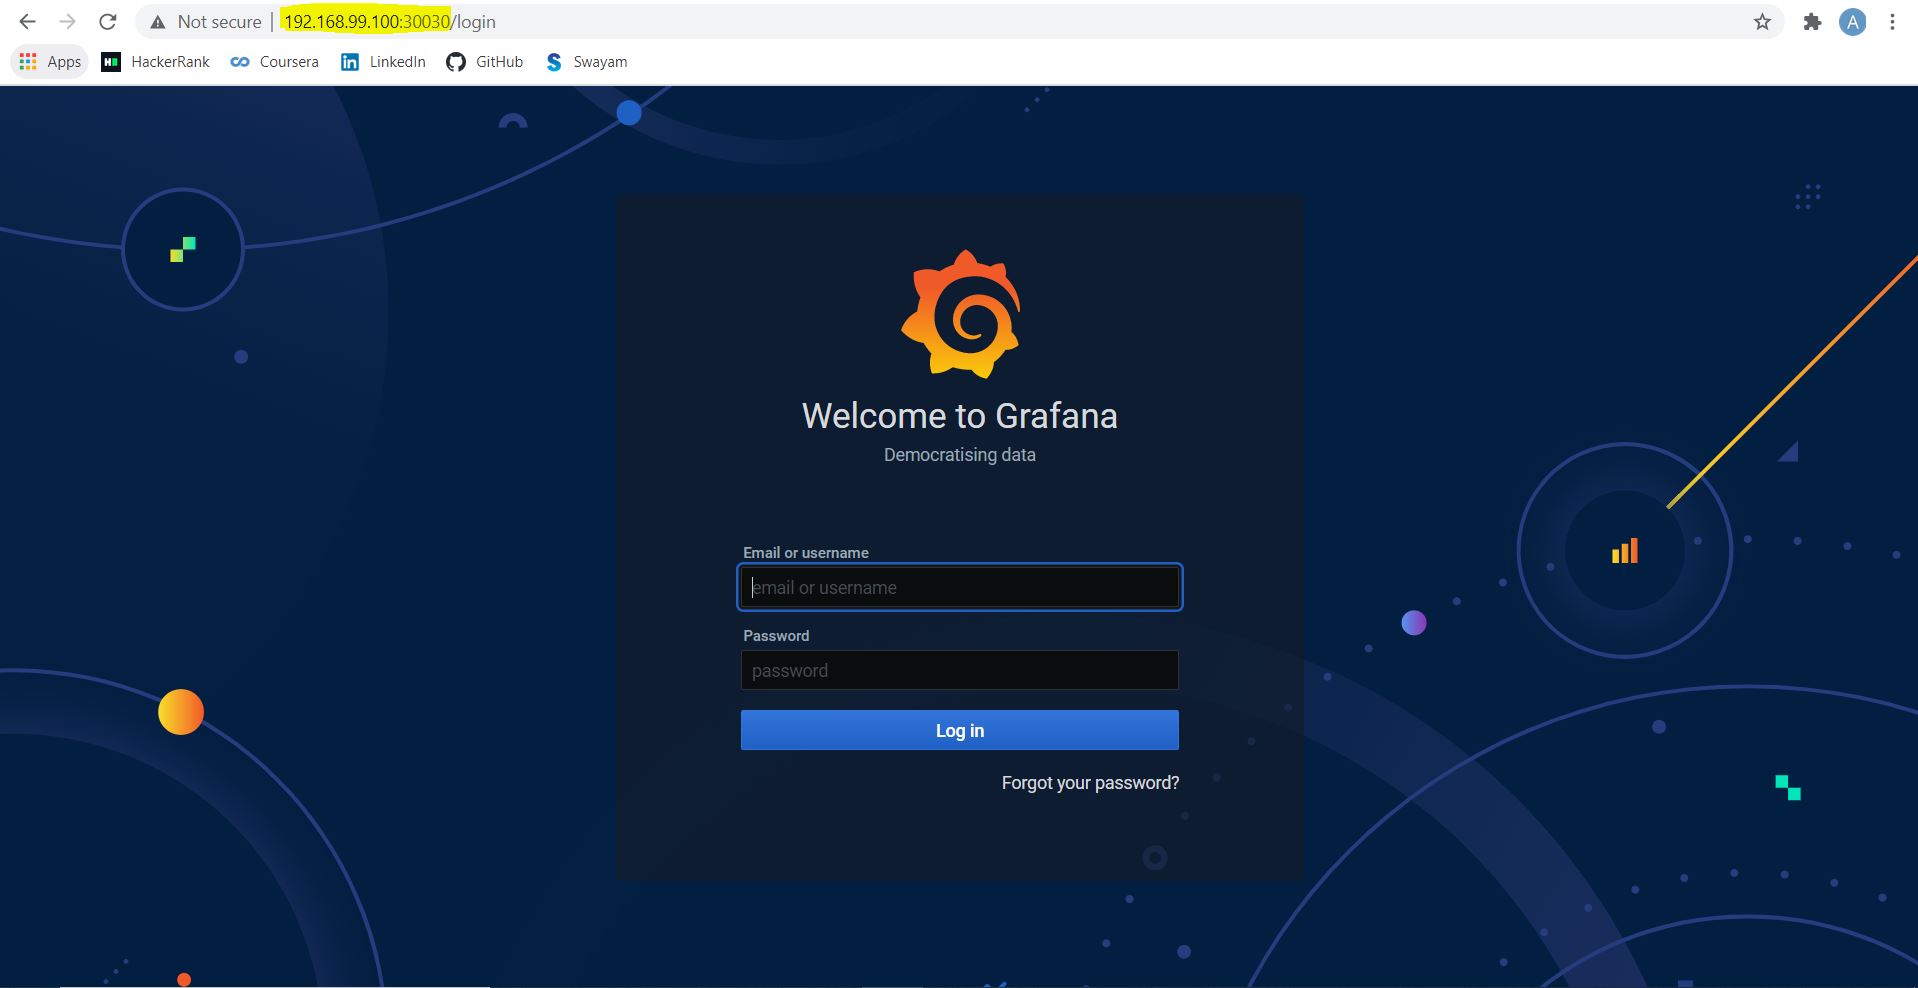 Not secure | 192.168.99.100:30030/login
A
Apps HackerRank Coursera LinkedIn GitHub Swayam
Welcome to Grafana
Democratising data
Email or username
email or username
Password
password
Log in
Forgot your password?